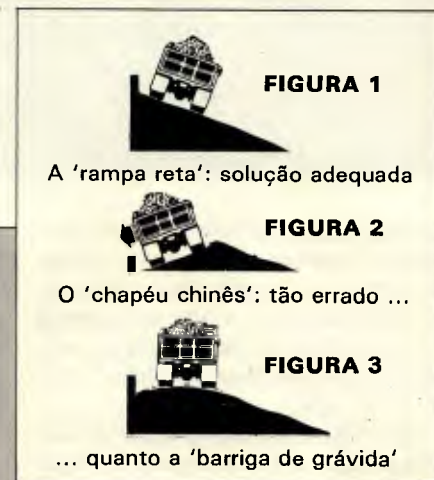 FIGURA 1
A 'rampa reta': solução adequada
FIGURA 2
O 'chapéu chinês': tão errado ...
FIGURA 3
... quanto a 'barriga de grávida'